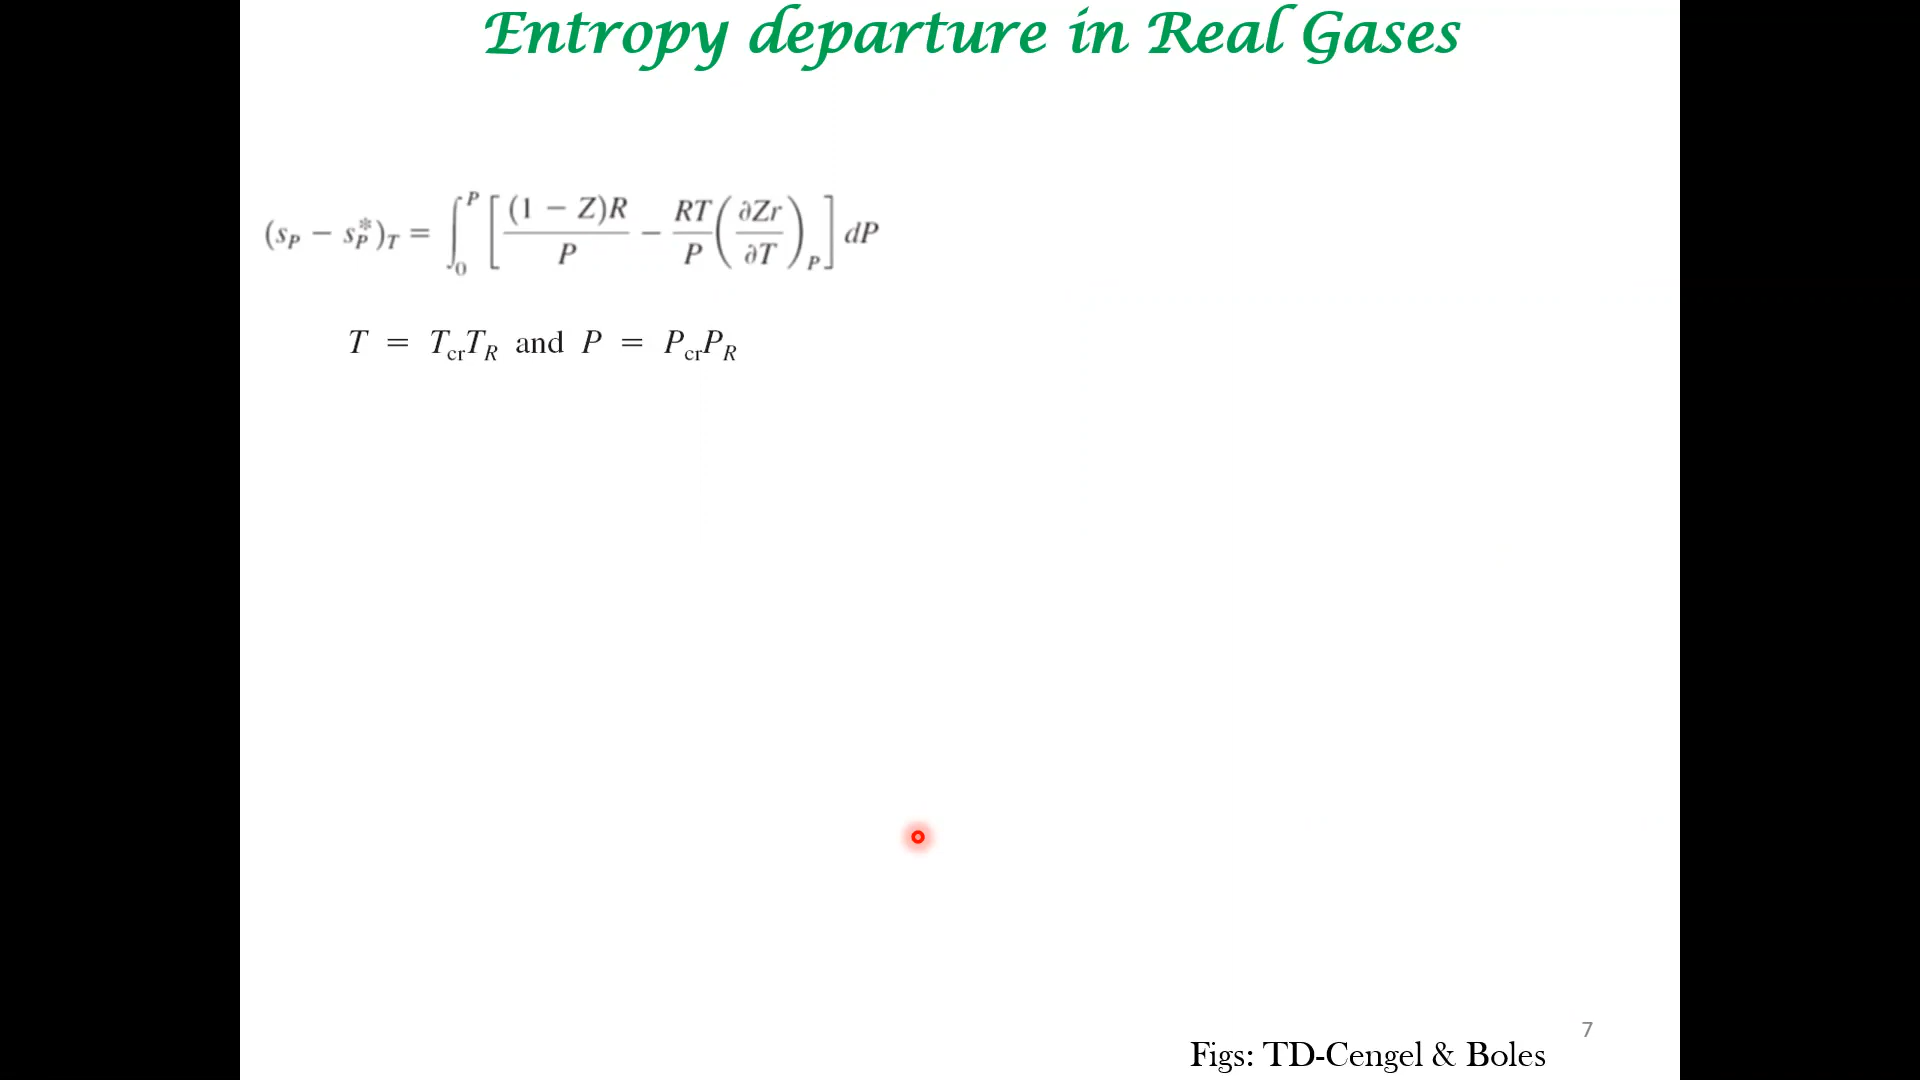 Entropy departure in Real Gases
(s_P − s*_P)_T = ∫_0^P [ (1 − Z)R / P − RT / P (∂Zr / ∂T)_P ] dP
T = T_cr T_R and P = P_cr P_R
7
Figs: TD-Cengel & Boles